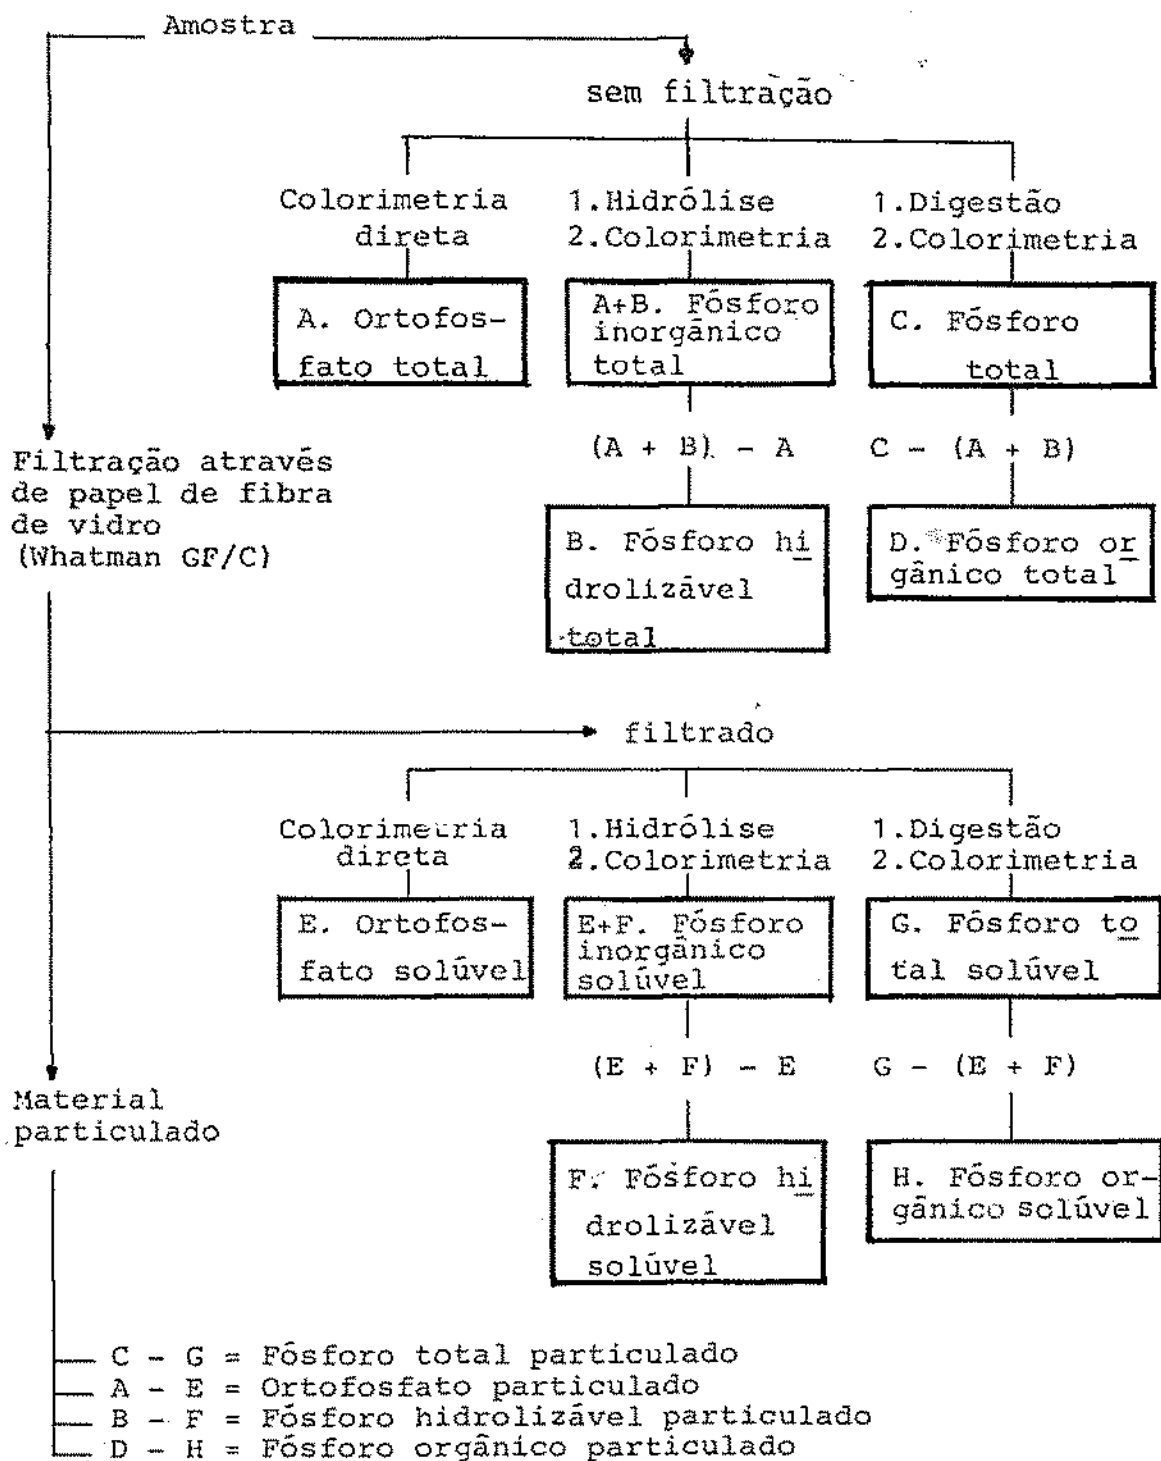 Amostra
sem filtração
Colorimetria
direta
1.Hidrólise
2.Colorimetria
1.Digestão
2.Colorimetria
A. Ortofos-
fato total
A+B. Fósforo
inorgânico
total
C. Fósforo
total
(A + B) - A
C - (A + B)
Filtração através
de papel de fibra
de vidro
(Whatman GF/C)
B. Fósforo hi
drolizável
total
D. Fósforo or
gânico total
filtrado
Colorimetria
direta
1.Hidrólise
2.Colorimetria
1.Digestão
2.Colorimetria
E. Ortofos-
fato solúvel
E+F. Fósforo
inorgânico
solúvel
G. Fósforo to
tal solúvel
(E + F) - E
G - (E + F)
Material
particulado
F. Fósforo hi
drolizável
solúvel
H. Fósforo or-
gânico solúvel
C - G = Fósforo total particulado
A - E = Ortofosfato particulado
B - F = Fósforo hidrolizável particulado
D - H = Fósforo orgânico particulado